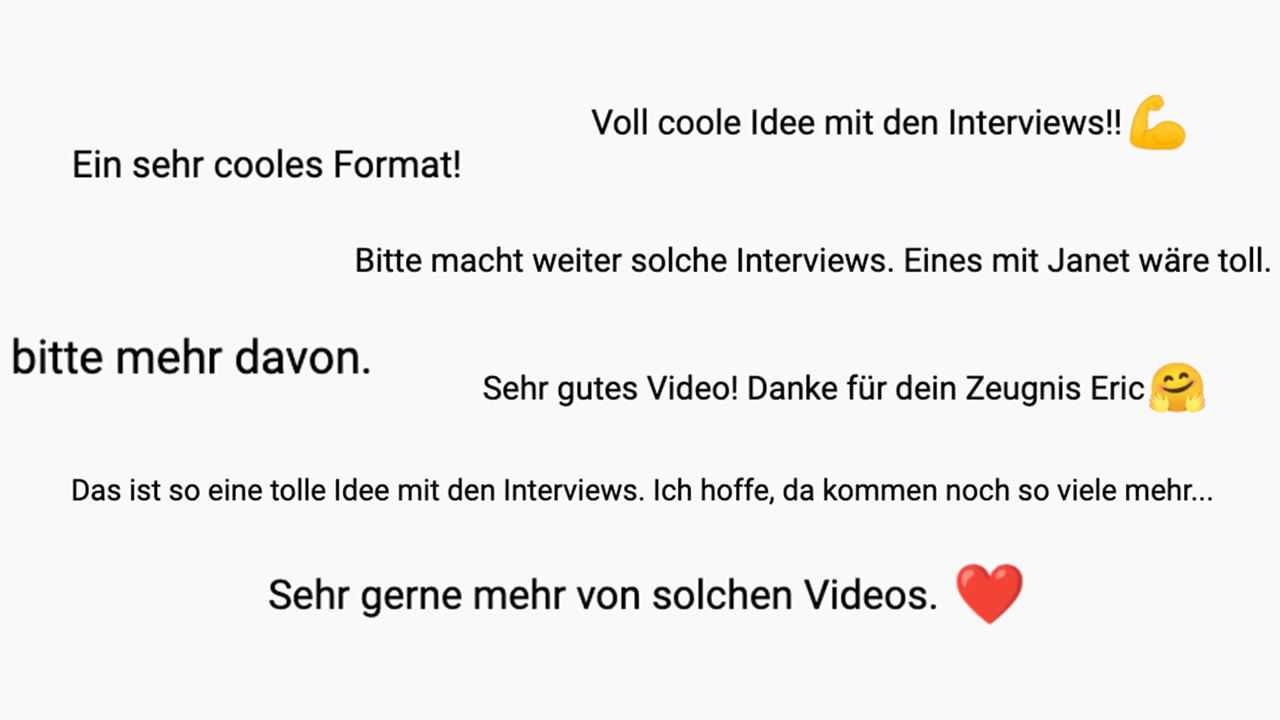 Voll coole Idee mit den Interviews!!💪
Ein sehr cooles Format!
Bitte macht weiter solche Interviews. Eines mit Janet wäre toll.
bitte mehr davon.
Sehr gutes Video! Danke für dein Zeugnis Eric🤗
Das ist so eine tolle Idee mit den Interviews. Ich hoffe, da kommen noch so viele mehr...
Sehr gerne mehr von solchen Videos. ❤️